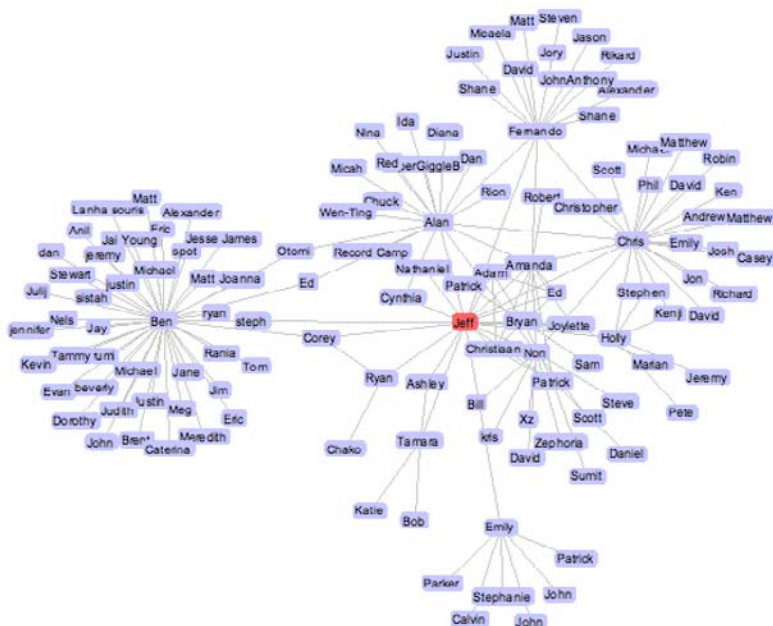 Matt
Steven
Micaela
Jason
Justin
Jory
Rikard
David
JohnAnthony
Shane
Alexander
Shane
Fernando
Ida
Nina
Diana
Michael
Matthew
Robin
Red
Dan
Scott
Micah
Phil
David
Ken
Chuck
Rion
Robert
Christopher
Andrew
Matthew
Wen-Ting
Alan
Chris
Emily
Josh
Casey
Matt
Lanha souris
Alexander
Anil
Eric
Jai Young
Jesse James
dan
jeremy
spot
Otomi
Record Camp
Nathaniel
Adam
Amanda
Jon
Stewart
Michael
Matt
Joanna
Ed
Patrick
Ed
Stephen
Richard
Julij
justin
sistah
Cynthia
Kenji
David
Nels
Jay
Ben
ryan
steph
Jeff
Bryan
Joylette
Holly
jennifer
Corey
Christiaan
Non
Marian
Jeremy
Kevin
Tammy
rumi
Rania
Tom
Ryan
Ashley
Patrick
Sam
Evan
beverly
Michael
Jane
Jim
Bill
Steve
Pete
Dorothy
Judith
Justin
Meg
Eric
Xz
Scott
John
Brent
Caterina
Meredith
Chako
Tamara
kris
David
Zephoria
Daniel
Sumit
Katie
Bob
Emily
Patrick
Parker
Stephanie
John
Calvin
John